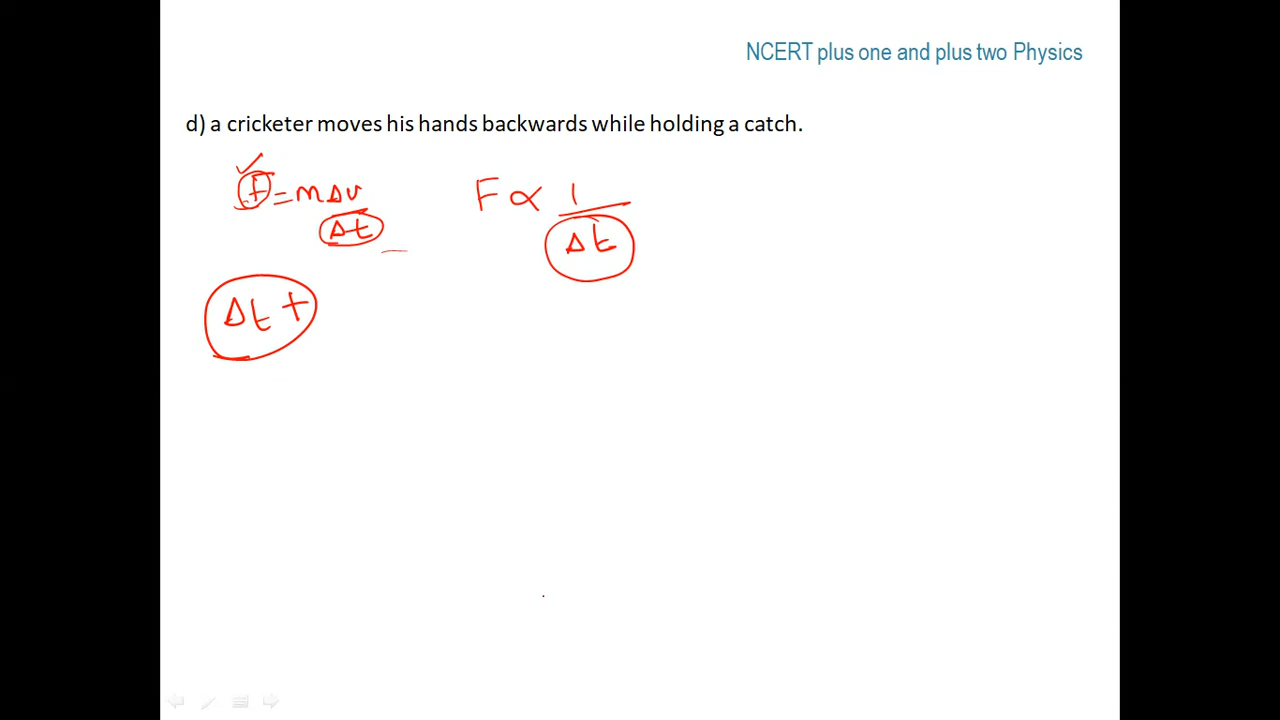 NCERT plus one and plus two Physics
d) a cricketer moves his hands backwards while holding a catch.
F = mΔv / Δt
F ∝ 1 / Δt
Δt +